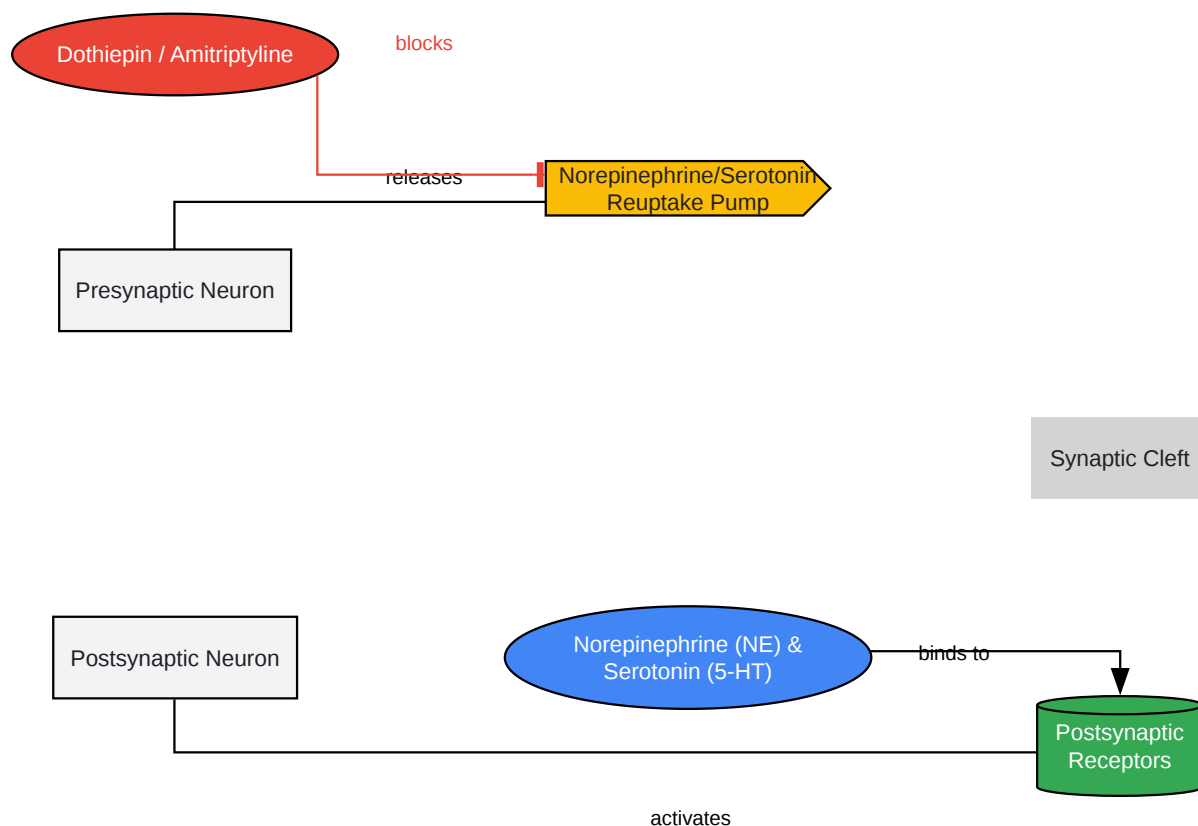 Dothiepin / Amitriptyline
blocks
releases
Norepinephrine/Serotonin
Reuptake Pump
Presynaptic Neuron
Synaptic Cleft
Postsynaptic Neuron
Norepinephrine (NE) &
Serotonin (5-HT)
binds to
Postsynaptic
Receptors
activates